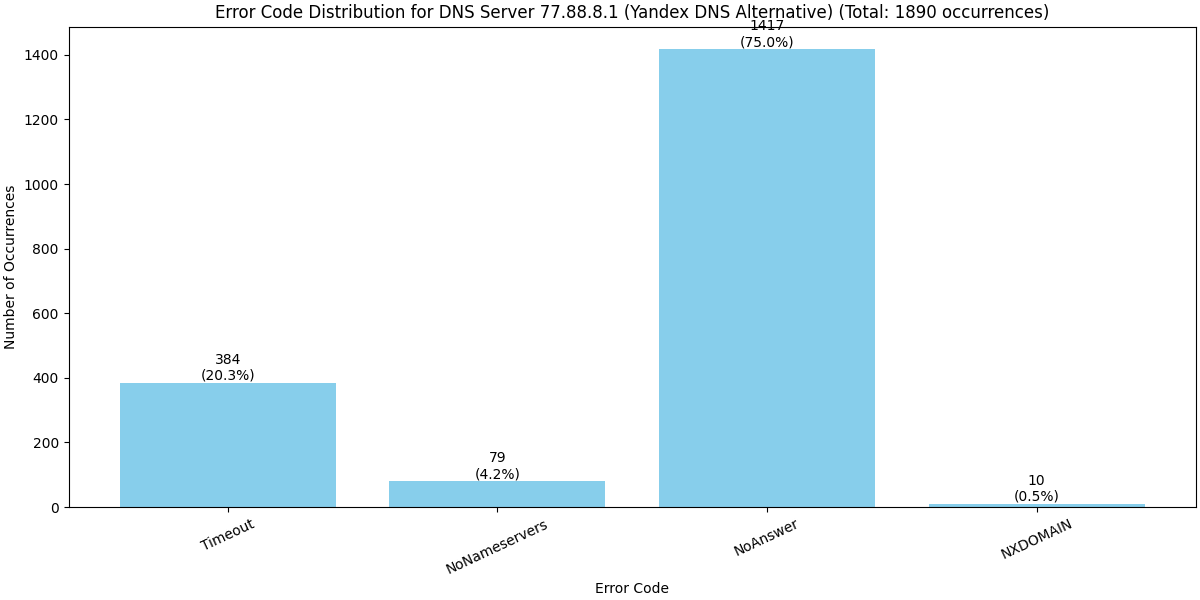 Error Code Distribution for DNS Server 77.88.8.1 (Yandex DNS Alternative) (Total: 1890 occurrences)
Number of Occurrences
1400
1200
1000
800
600
400
200
0
384
(20.3%)
79
(4.2%)
1417
(75.0%)
10
(0.5%)
Timeout
NoNameservers
NoAnswer
NXDOMAIN
Error Code